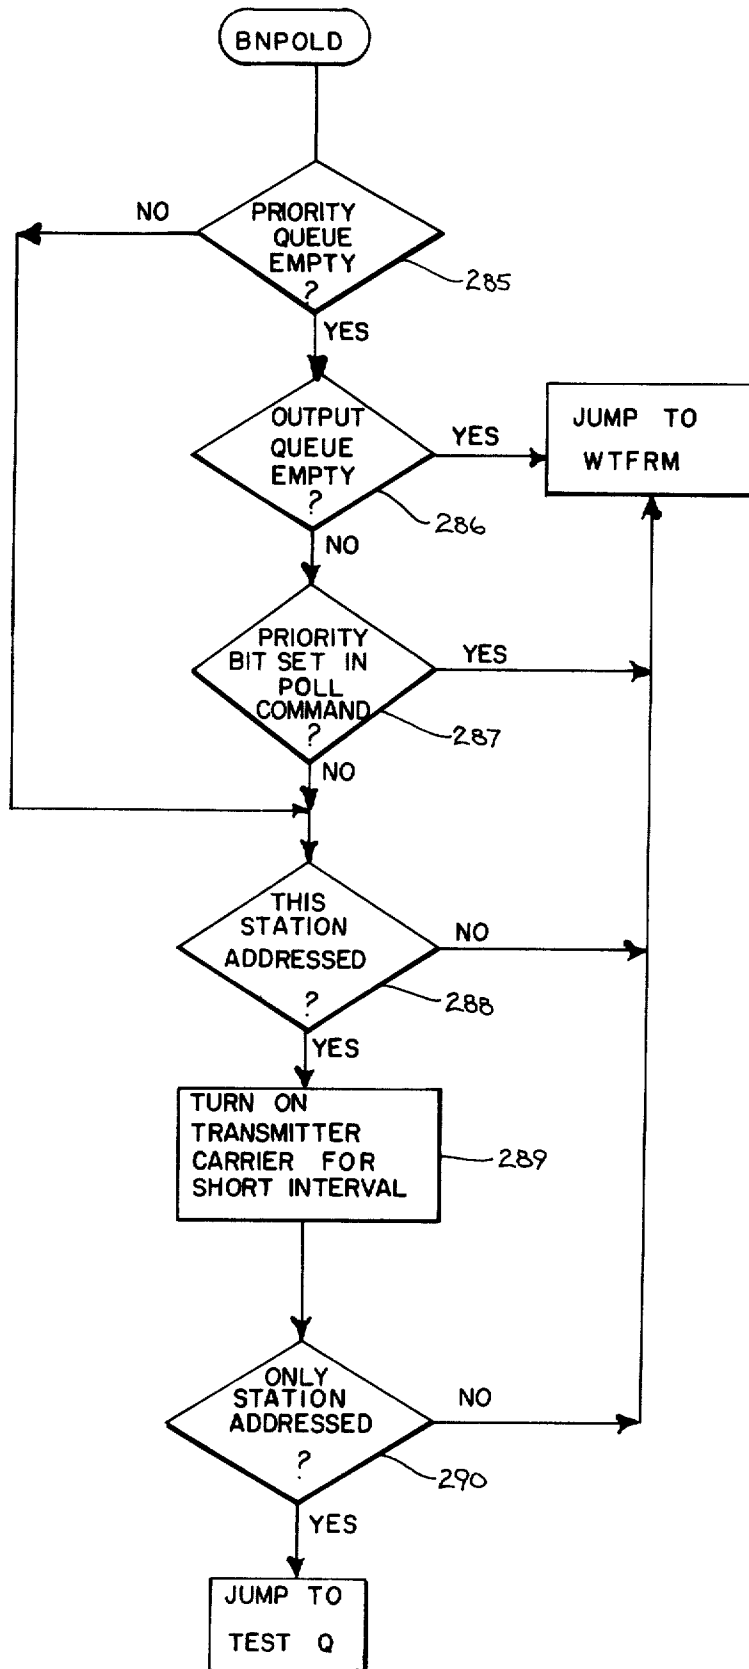 BNPOLD
PRIORITY
QUEUE
EMPTY
?
NO
285
YES
OUTPUT
QUEUE
EMPTY
?
YES
286
JUMP TO
WTFRM
NO
PRIORITY
BIT SET IN
POLL
COMMAND
?
YES
287
NO
THIS
STATION
ADDRESSED
?
NO
288
YES
TURN ON
TRANSMITTER
CARRIER FOR
SHORT INTERVAL
289
ONLY
STATION
ADDRESSED
?
NO
290
YES
JUMP TO
TEST Q